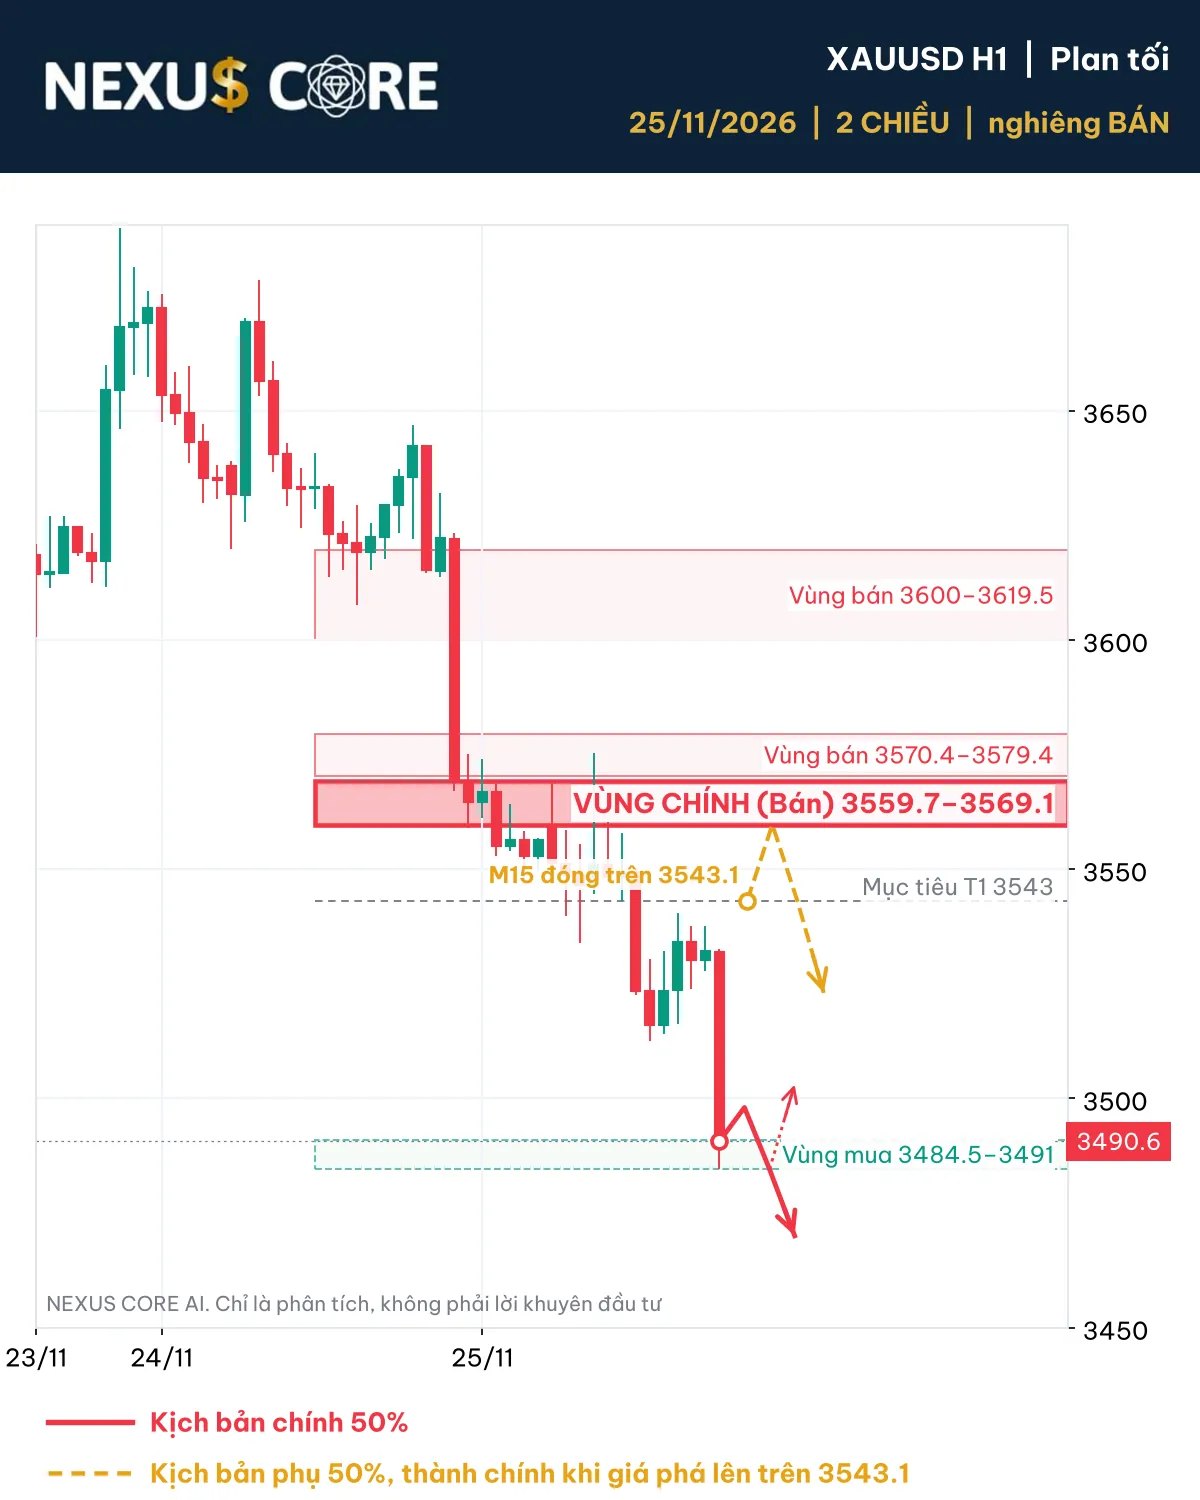 NEXU$ CORE
XAUUSD H1 | Plan tối
25/11/2026 | 2 CHIỀU | nghiêng BÁN
3650
Vùng bán 3600–3619.5
3600
Vùng bán 3570.4–3579.4
VÙNG CHÍNH (Bán) 3559.7–3569.1
M15 đóng trên 3543.1
3550
Mục tiêu T1 3543
3500
3490.6
Vùng mua 3484.5–3491
NEXUS CORE AI. Chỉ là phân tích, không phải lời khuyên đầu tư
3450
23/11 24/11 25/11
Kịch bản chính 50%
Kịch bản phụ 50%, thành chính khi giá phá lên trên 3543.1